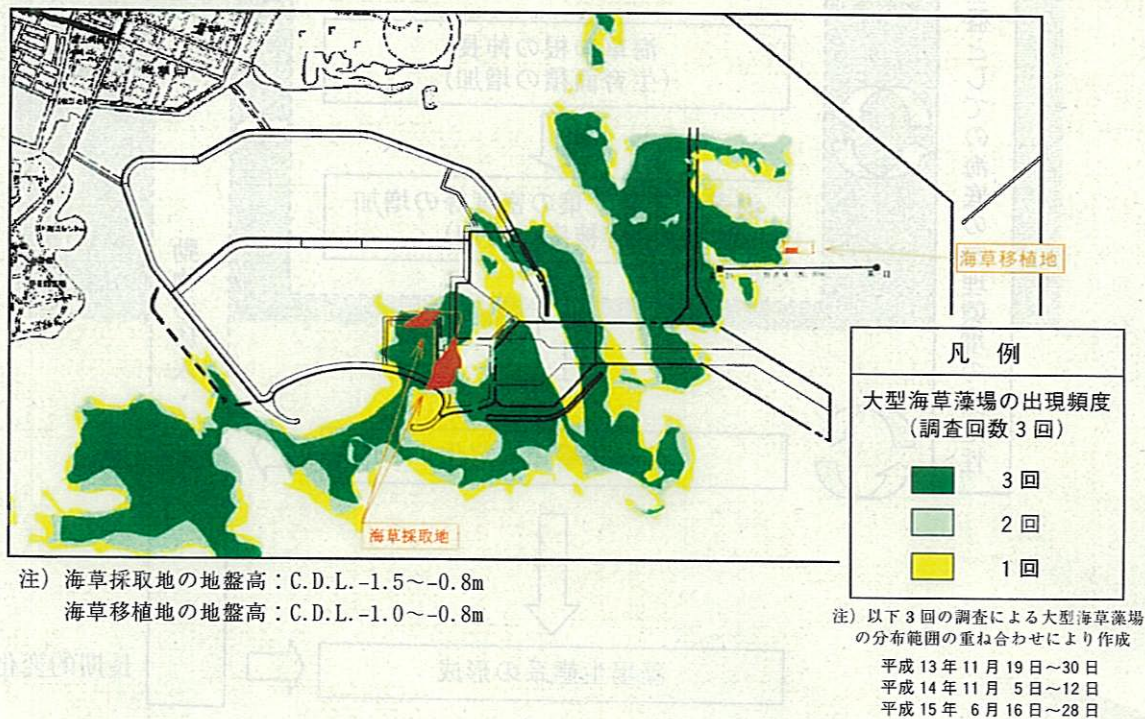 海草移植地
海草採取地
凡　例
大型海草藻場の出現頻度
(調査回数3回)
3回
2回
1回
注) 海草採取地の地盤高：C.D.L.-1.5～-0.8m
海草移植地の地盤高：C.D.L.-1.0～-0.8m
注) 以下3回の調査による大型海草藻場
の分布範囲の重ね合わせにより作成
平成13年11月19日～30日
平成14年11月 5日～12日
平成15年 6月16日～28日